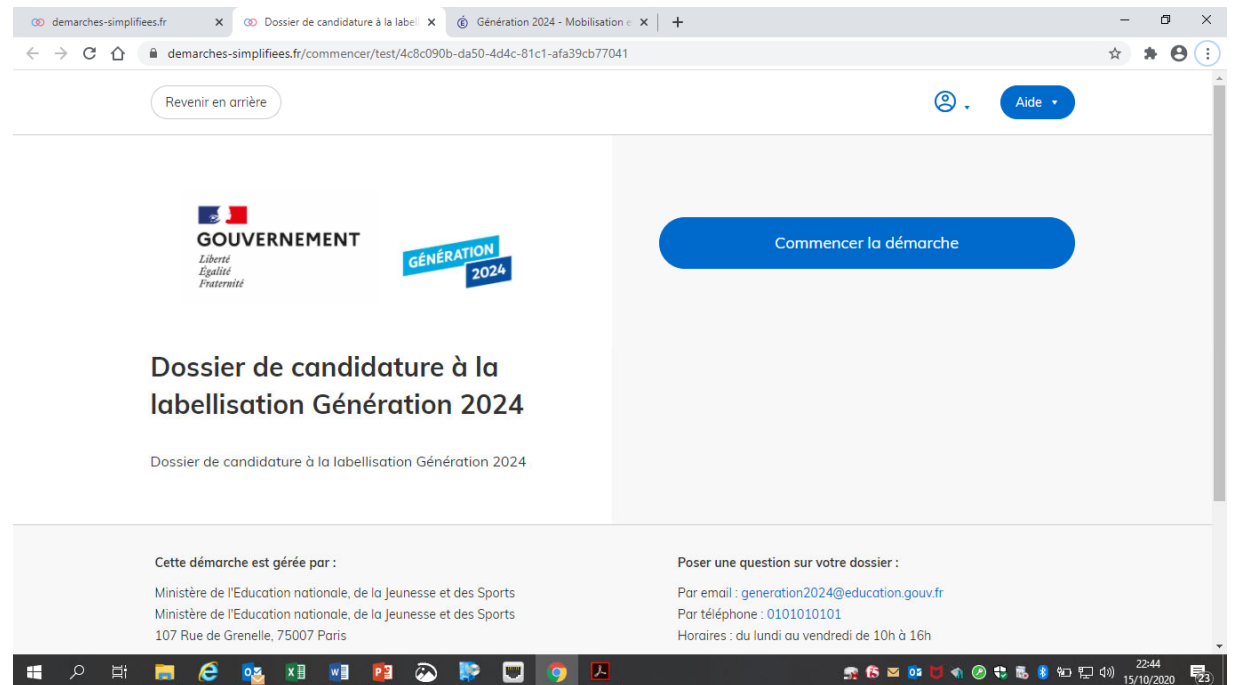 demarches-simplifiees.fr
Dossier de candidature à la label
Génération 2024 - Mobilisation e
demarches-simplifiees.fr/commencer/test/4c8c090b-da50-4d4c-81c1-afa39cb77041
Revenir en arrière
Aide
GOUVERNEMENT
Liberté
Égalité
Fraternité
GÉNÉRATION
2024
Commencer la démarche
Dossier de candidature à la
labellisation Génération 2024
Dossier de candidature à la labellisation Génération 2024
Cette démarche est gérée par :
Ministère de l'Education nationale, de la Jeunesse et des Sports
Ministère de l'Education nationale, de la Jeunesse et des Sports
107 Rue de Grenelle, 75007 Paris
Poser une question sur votre dossier :
Par email : generation2024@education.gouv.fr
Par téléphone : 0101010101
Horaires : du lundi au vendredi de 10h à 16h
22:44
15/10/2020
23